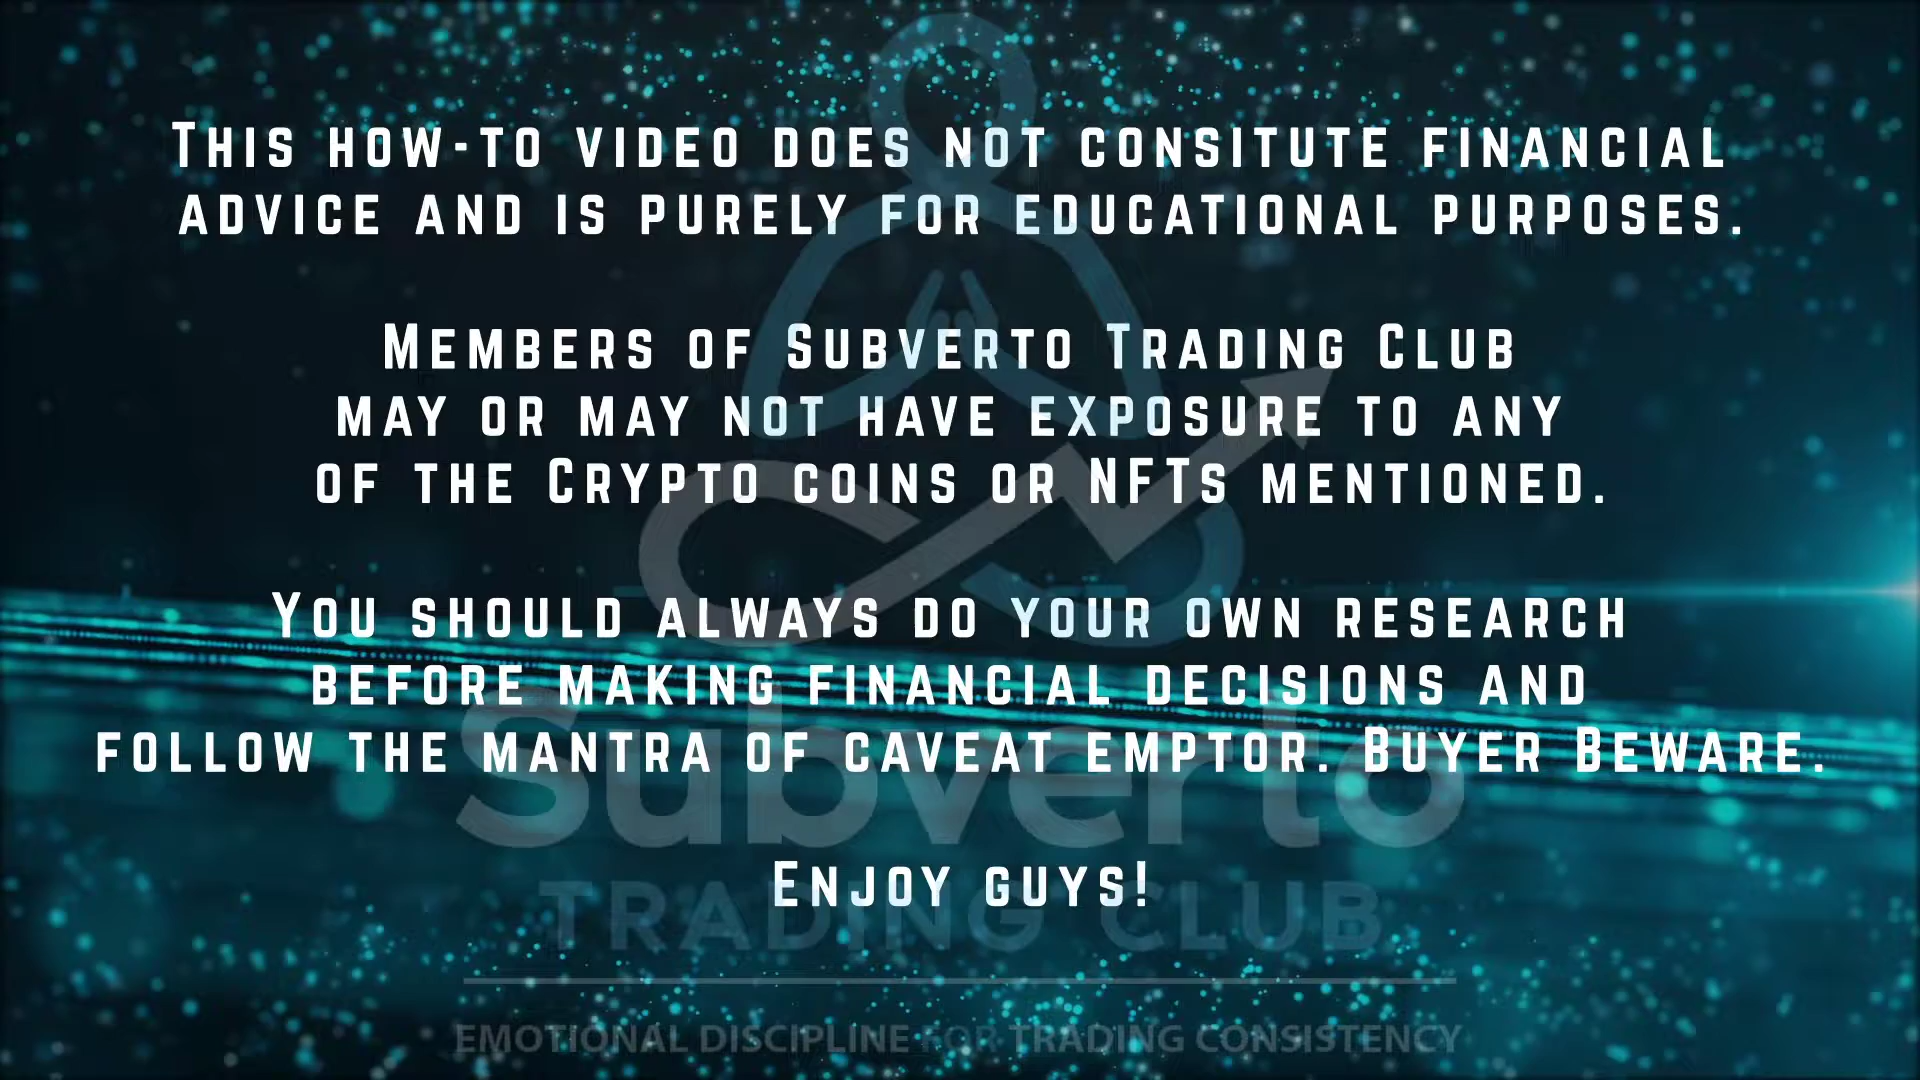 This how-to video does not consitute financial
advice and is purely for educational purposes.
Members of Subverto Trading Club
may or may not have exposure to any
of the Crypto coins or NFTs mentioned.
You should always do your own research
before making financial decisions and
follow the mantra of caveat emptor. Buyer Beware.
Subverto
Enjoy guys!
TRADING CLUB
EMOTIONAL DISCIPLINE FOR TRADING CONSISTENCY